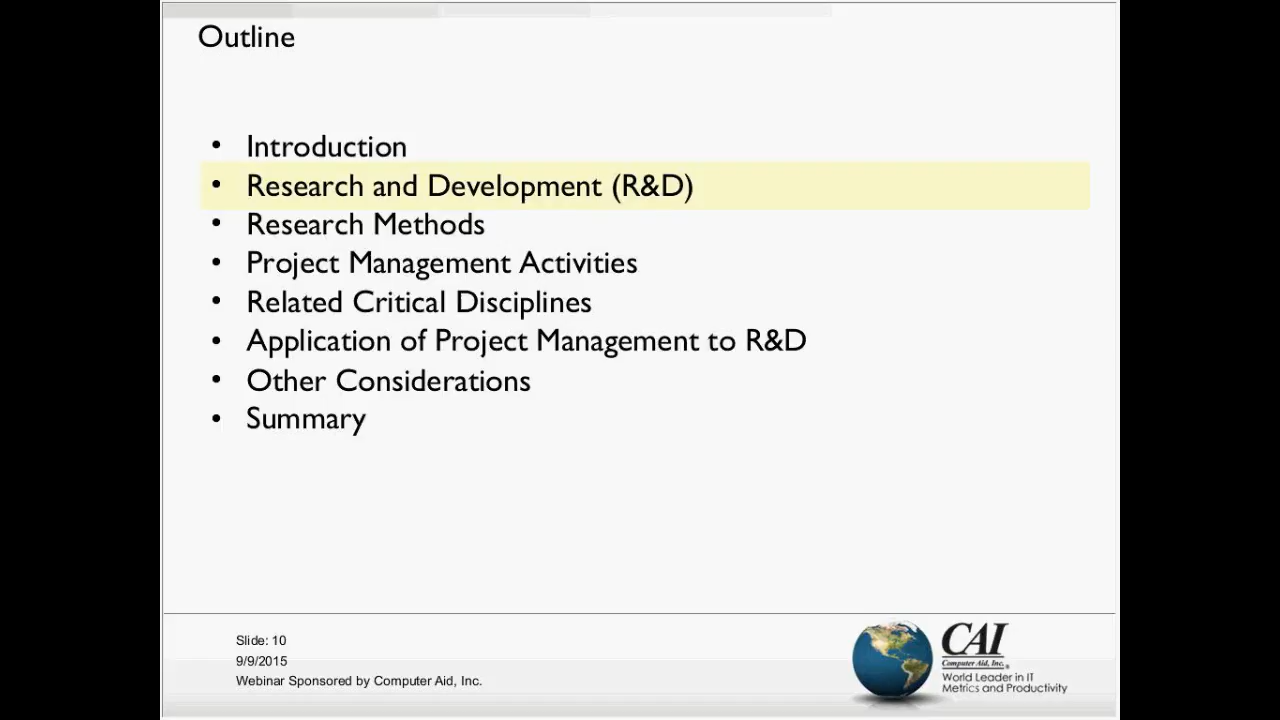 Outline
• Introduction
• Research and Development (R&D)
• Research Methods
• Project Management Activities
• Related Critical Disciplines
• Application of Project Management to R&D
• Other Considerations
• Summary
Slide: 10
9/9/2015
Webinar Sponsored by Computer Aid, Inc.
CAI
Computer Aid, Inc.®
World Leader in IT
Metrics and Productivity